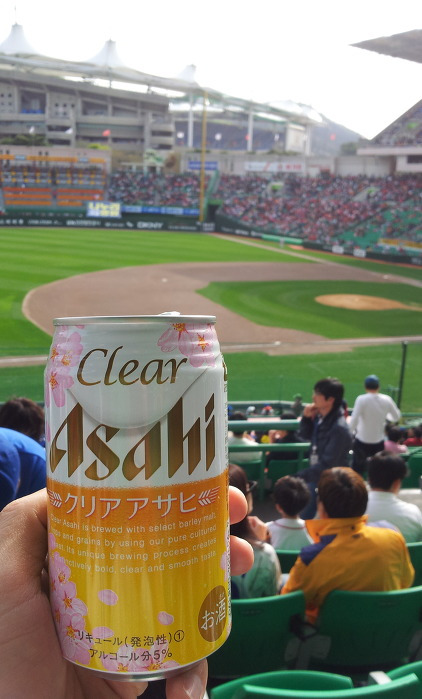 Clear
Asahi
クリアアサヒ
Clear Asahi is brewed with select barley malt,
and grains by using our pure cultured
its unique brewing process creates
bold, clear and smooth
お酒
リキュール(発泡性)①
アルコール分5%